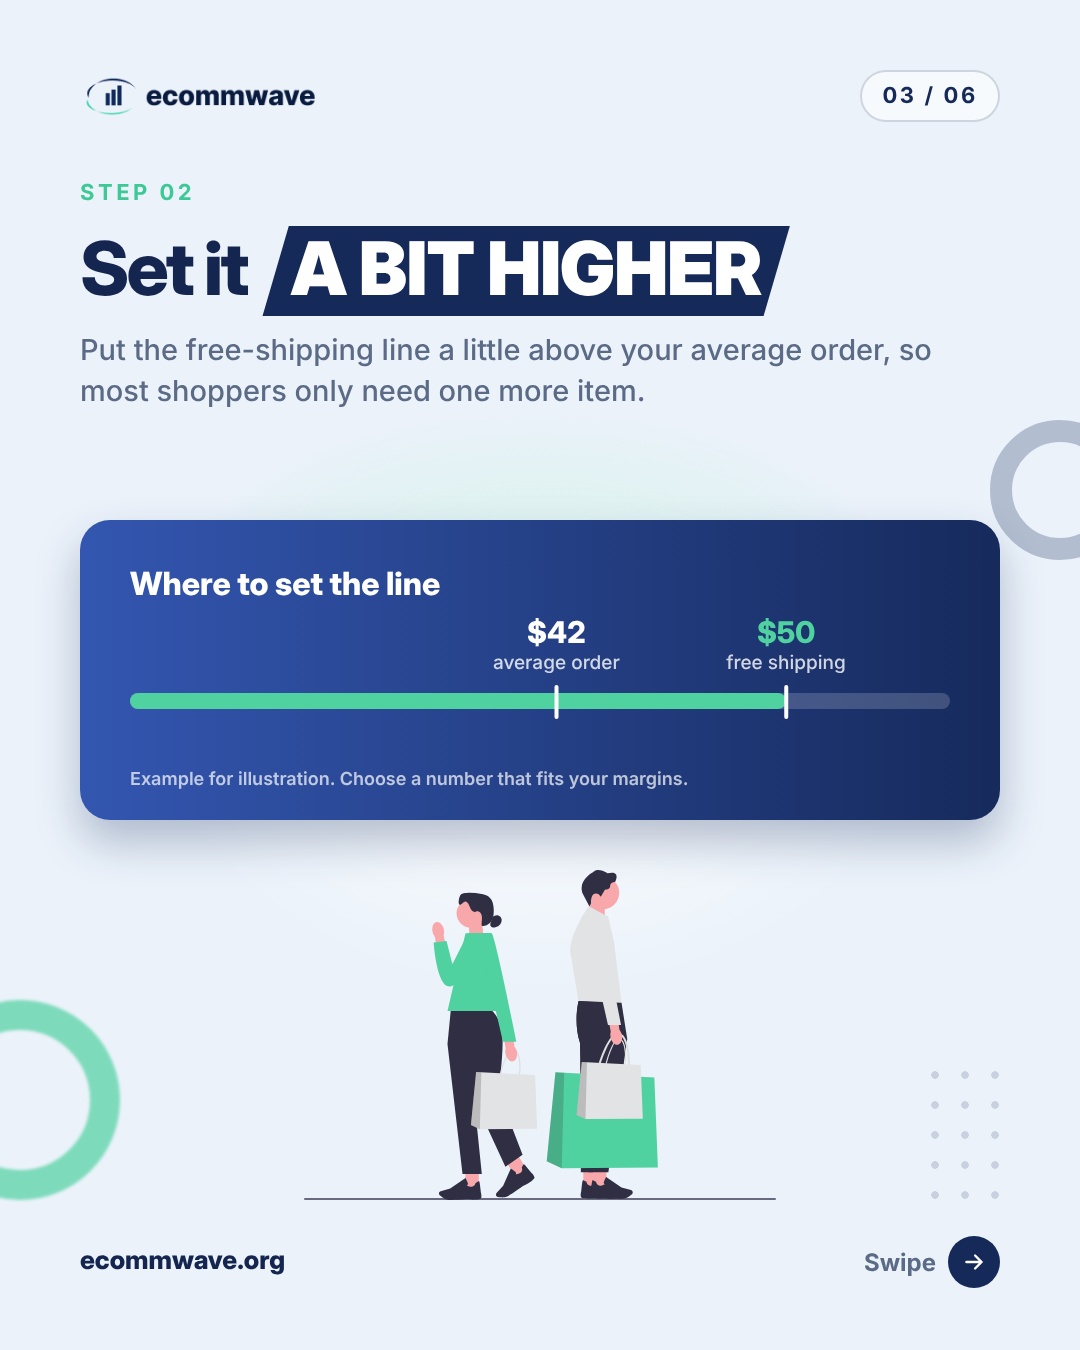 ecommwave
03 / 06
STEP 02
Set it A BIT HIGHER
Put the free-shipping line a little above your average order, so
most shoppers only need one more item.
Where to set the line
$42
average order
$50
free shipping
Example for illustration. Choose a number that fits your margins.
ecommwave.org
Swipe